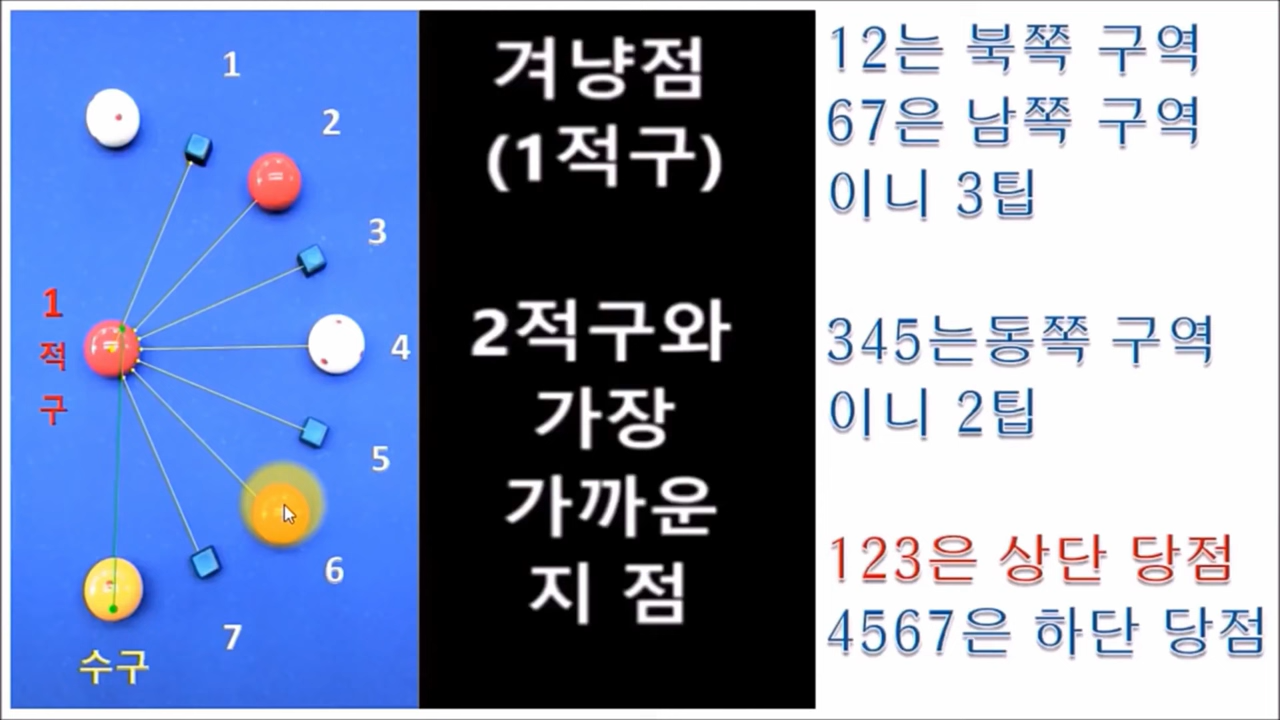 1
2
3
4
5
6
7
1
적
구
수구
겨냥점
(1적구)
2적구와
가장
가까운
지 점
12는 북쪽 구역
67은 남쪽 구역
이니 3팁
345는동쪽 구역
이니 2팁
123은 상단 당점
4567은 하단 당점